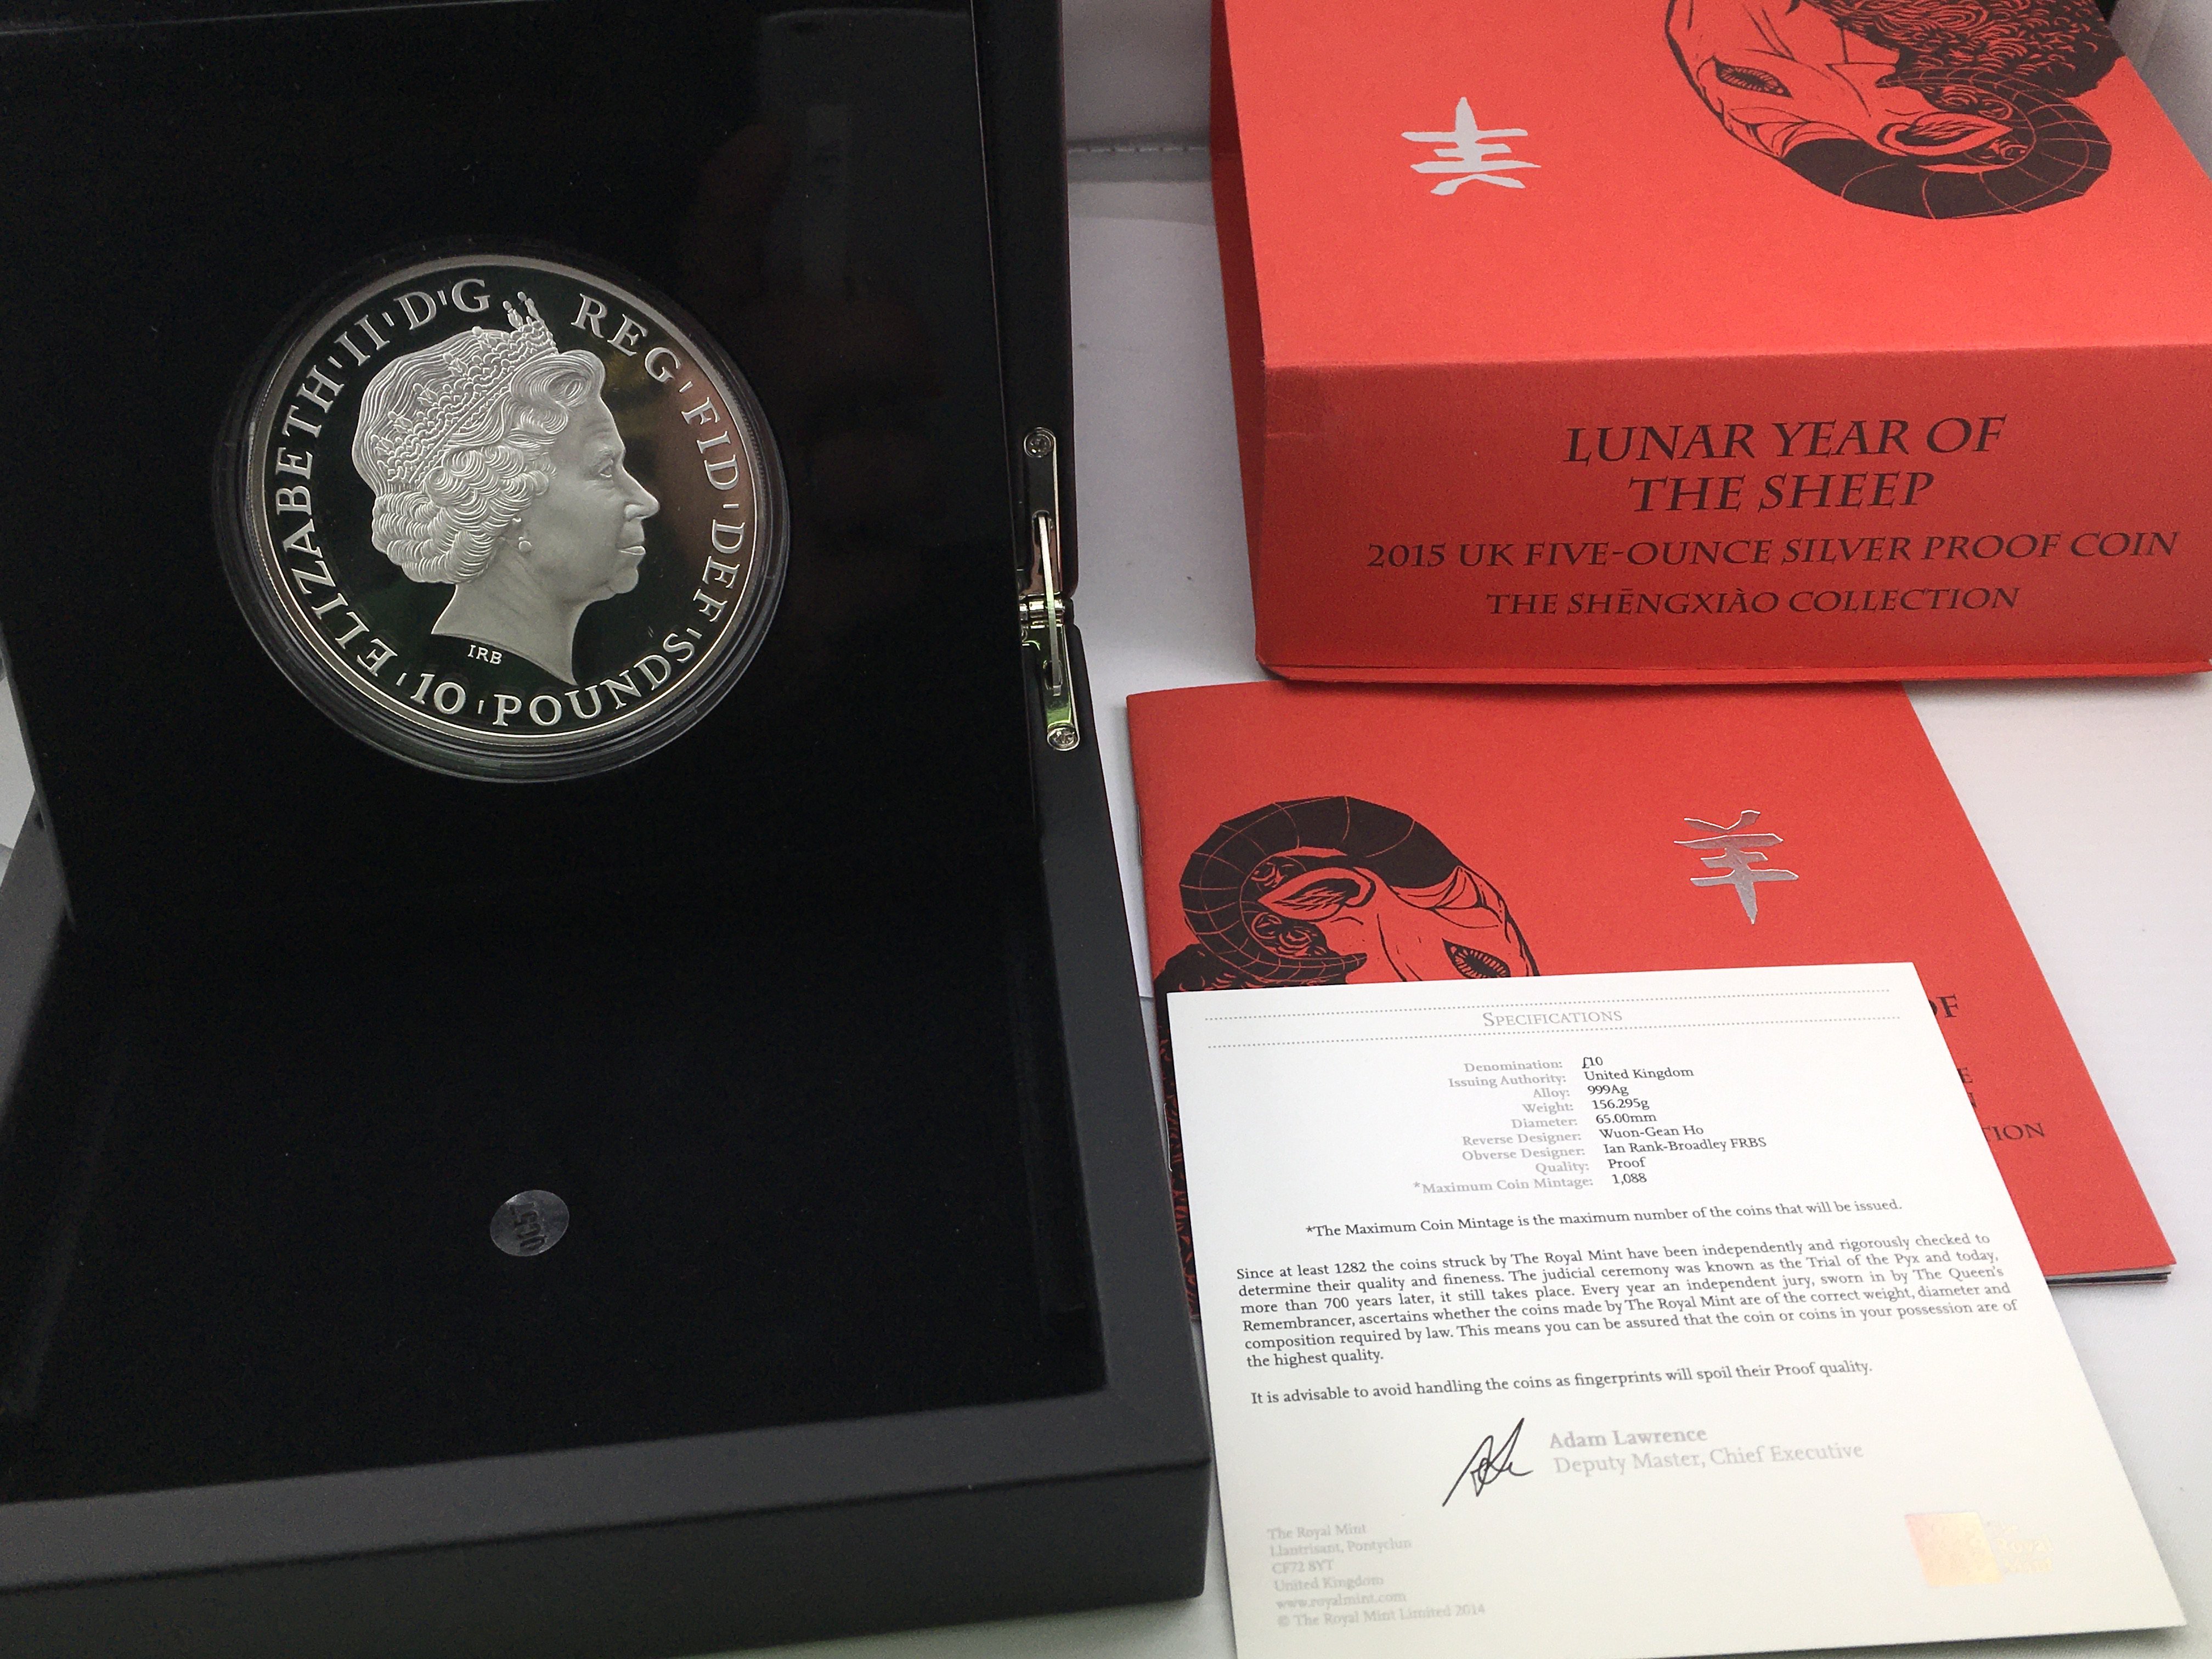 ELIZABETH·II·D·G REG·FID·DEF·
10·POUNDS
IRB
QC57
羊
LUNAR YEAR OF
THE SHEEP
2015 UK FIVE-OUNCE SILVER PROOF COIN
THE SHĒNGXIÀO COLLECTION
羊
SPECIFICATIONS
Denomination: £10
Issuing Authority: United Kingdom
Alloy: 999Ag
Weight: 156.295g
Diameter: 65.00mm
Reverse Designer: Wuon-Gean Ho
Obverse Designer: Ian Rank-Broadley FRBS
Quality: Proof
*Maximum Coin Mintage: 1,088
*The Maximum Coin Mintage is the maximum number of the coins that will be issued.
Since at least 1282 the coins struck by The Royal Mint have been independently and rigorously checked to
determine their quality and fineness. The judicial ceremony was known as the Trial of the Pyx and today,
more than 700 years later, it still takes place. Every year an independent jury, sworn in by The Queen's
Remembrancer, ascertains whether the coins made by The Royal Mint are of the correct weight, diameter and
composition required by law. This means you can be assured that the coin or coins in your possession are of
the highest quality.
It is advisable to avoid handling the coins as fingerprints will spoil their Proof quality.
Adam Lawrence
Deputy Master, Chief Executive
The Royal Mint
Llantrisant, Pontyclun
CF72 8YT
United Kingdom
www.royalmint.com
© The Royal Mint Limited 2014